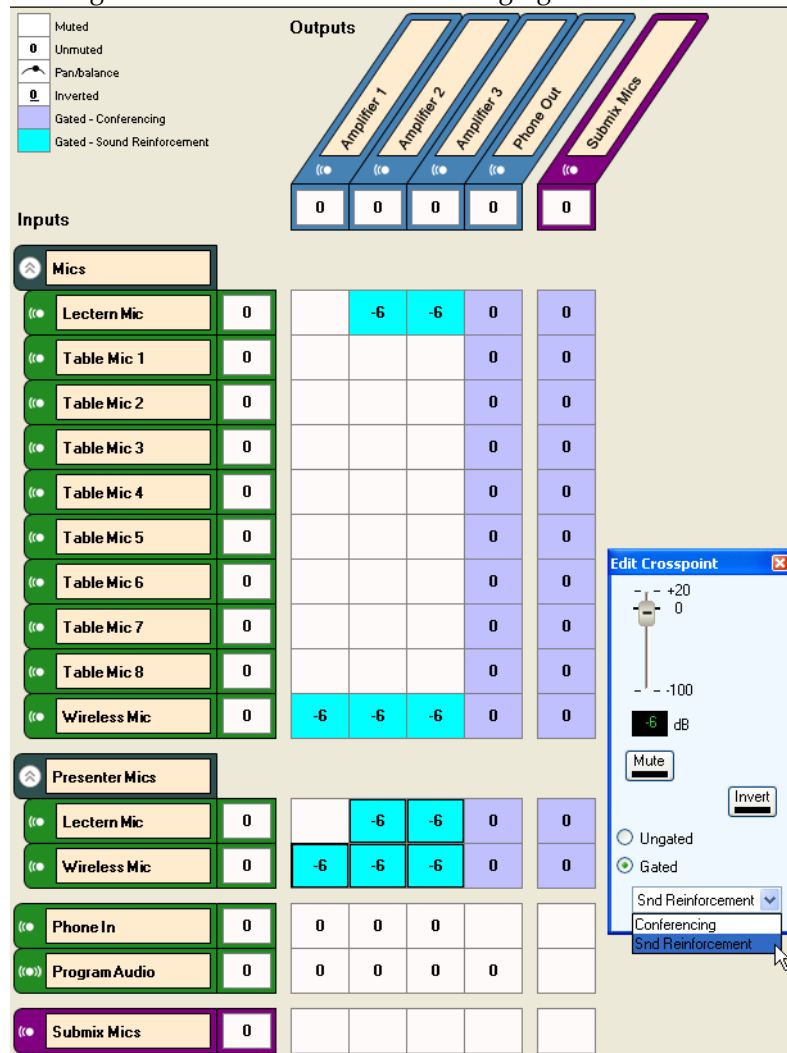 Muted
0 Unmuted
Pan/balance
0 Inverted
Gated - Conferencing
Gated - Sound Reinforcement
Outputs
Amplifier 1
Amplifier 2
Amplifier 3
Phone Out
Submix Mics
0 0 0 0 0
Inputs
Mics
Lectern Mic 0 -6 -6 0 0
Table Mic 1 0 0 0
Table Mic 2 0 0 0
Table Mic 3 0 0 0
Table Mic 4 0 0 0
Table Mic 5 0 0 0
Table Mic 6 0 0 0
Table Mic 7 0 0 0
Table Mic 8 0 0 0
Wireless Mic 0 -6 -6 -6 0 0
Presenter Mics
Lectern Mic 0 -6 -6 0 0
Wireless Mic 0 -6 -6 -6 0 0
Phone In 0 0 0 0
Program Audio 0 0 0 0 0
Submix Mics 0
Edit Crosspoint
+20
0
-100
-6 dB
Mute
Invert
Ungated
Gated
Snd Reinforcement
Conferencing
Snd Reinforcement